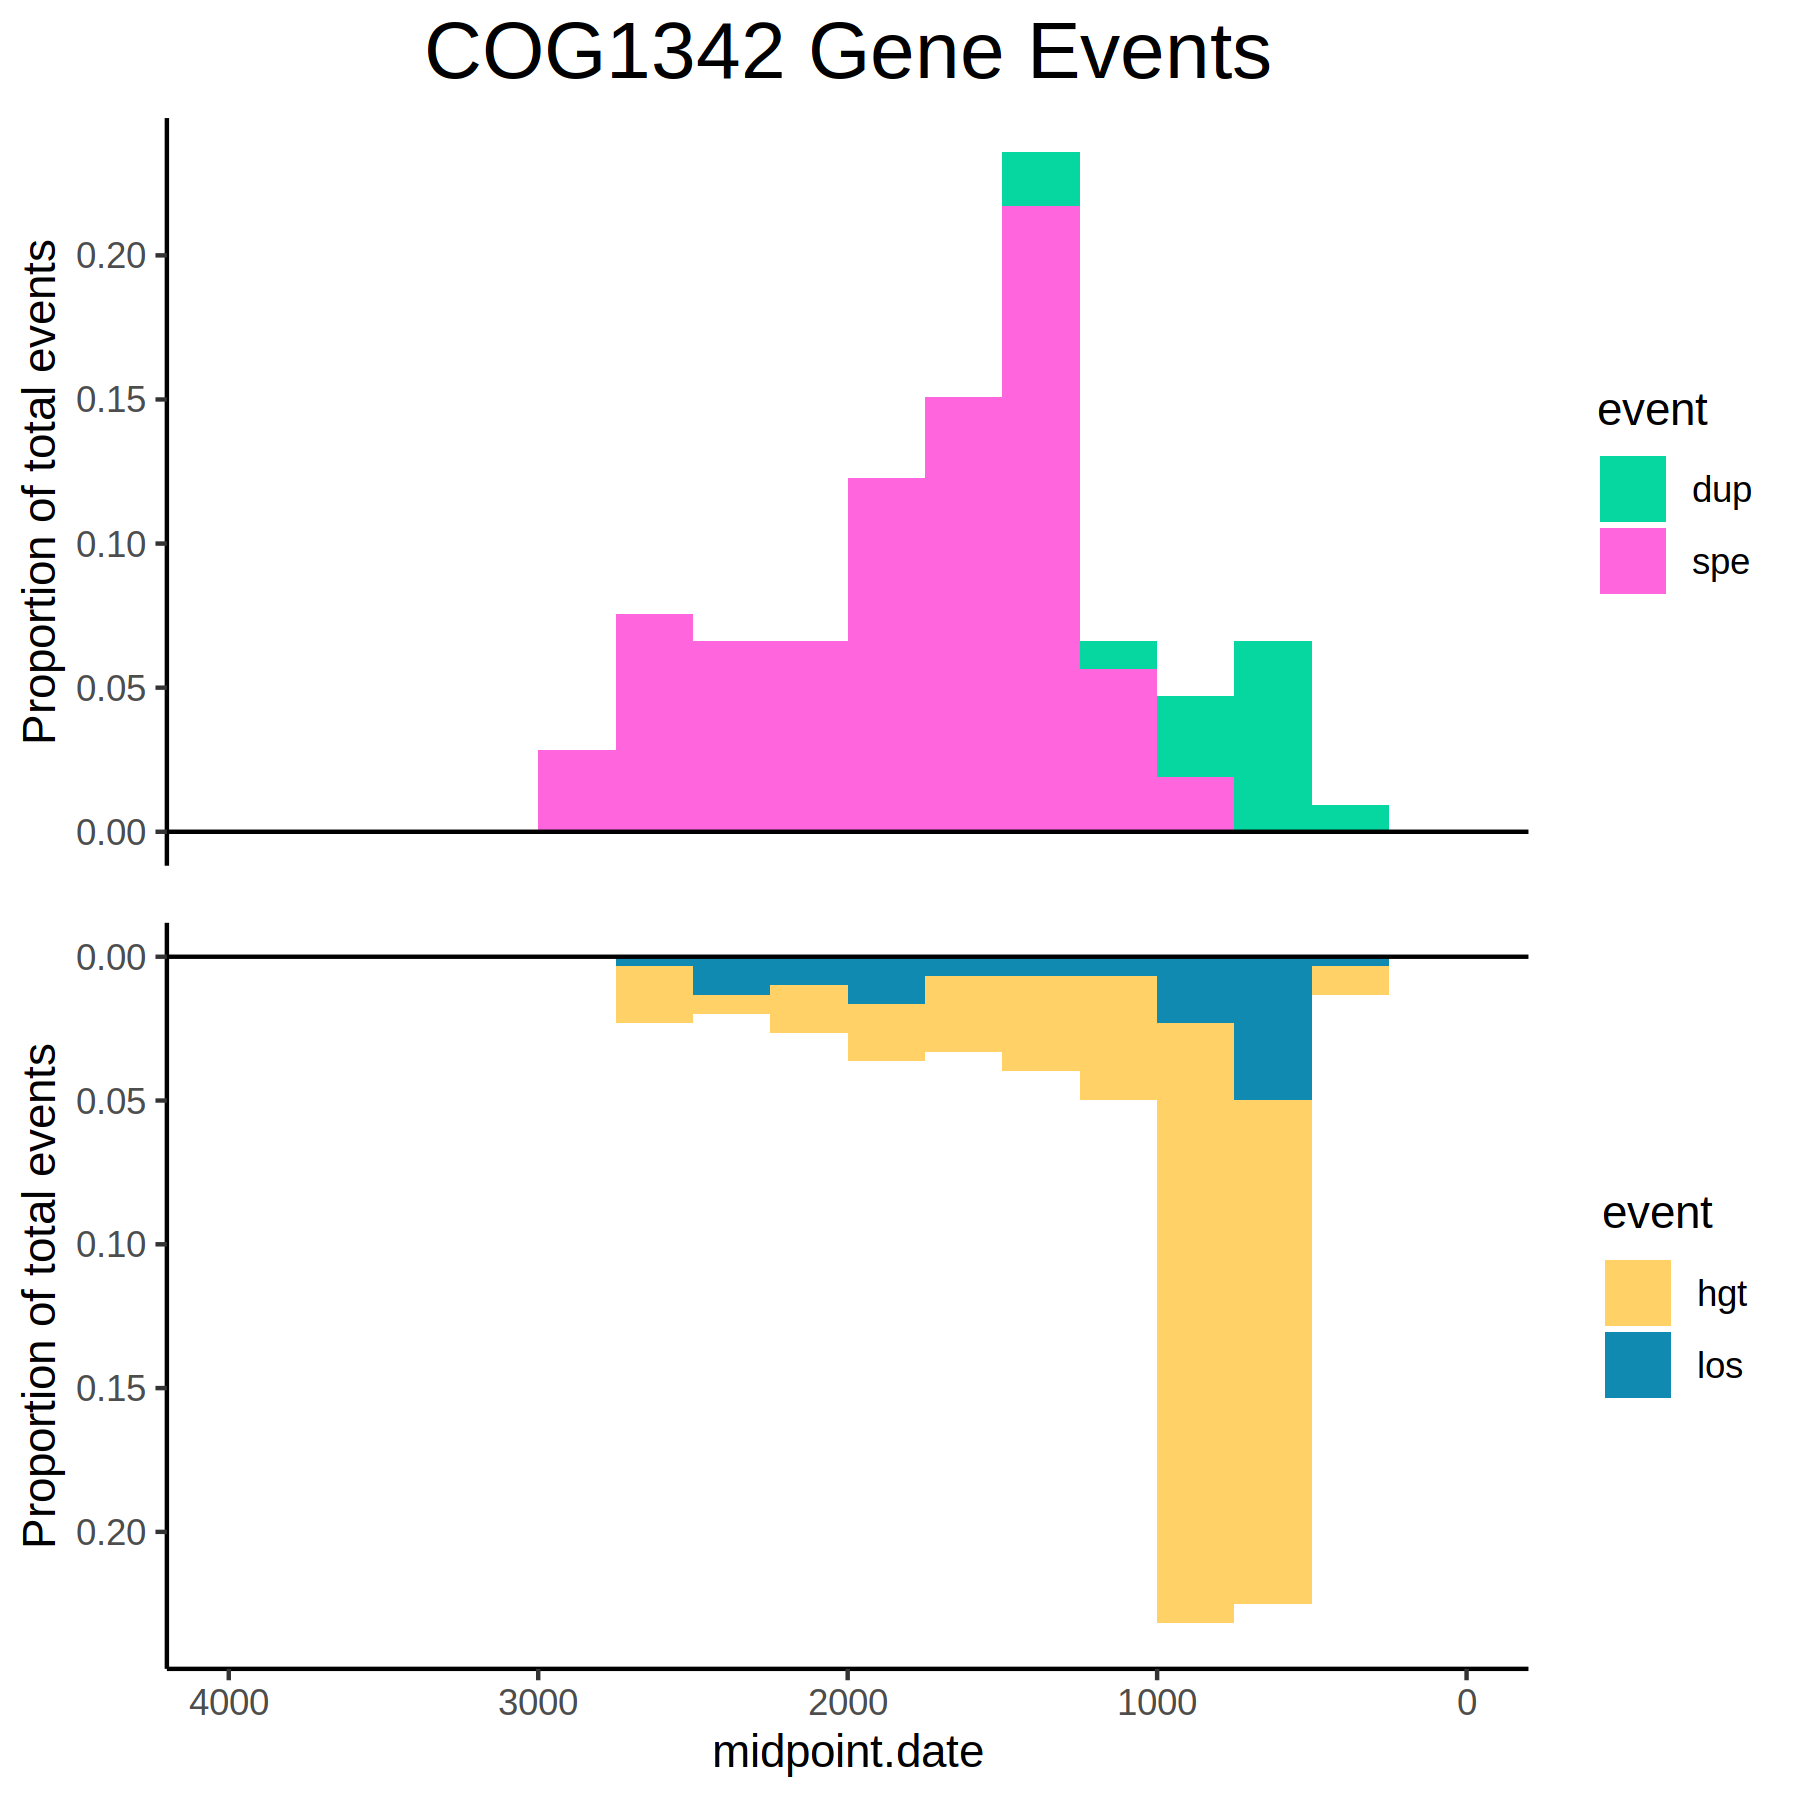 COG1342 Gene Events
Proportion of total events
0.20
0.15
0.10
0.05
0.00
event
dup
spe
Proportion of total events
0.00
0.05
0.10
0.15
0.20
event
hgt
los
4000 3000 2000 1000 0
midpoint.date